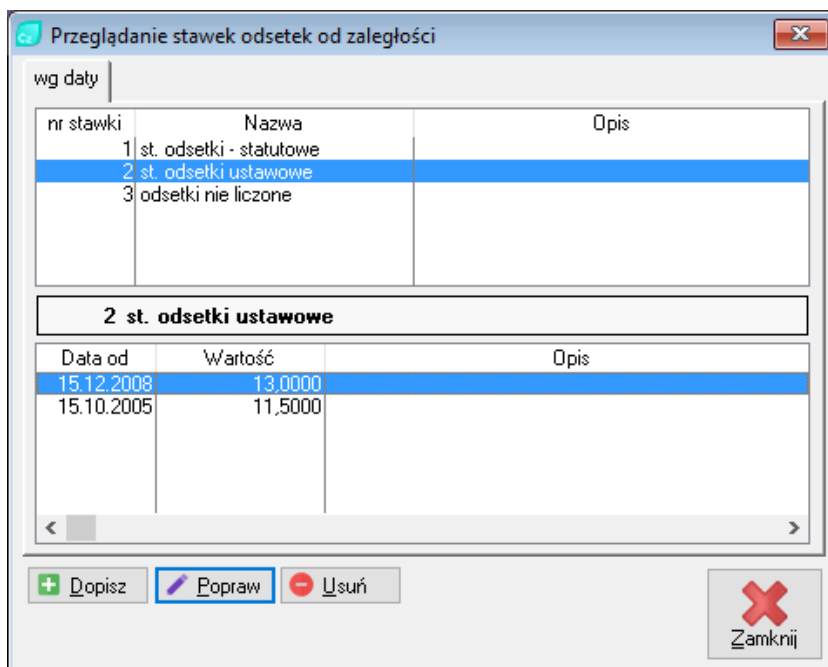 Przeglądanie stawek odsetek od zaległości
wg daty
nr stawki Nazwa Opis
1 st. odsetki - statutowe
2 st. odsetki ustawowe
3 odsetki nie liczone
2 st. odsetki ustawowe
Data od Wartość Opis
15.12.2008 13,0000
15.10.2005 11,5000
Dopisz Popraw Usuń
Zamknij